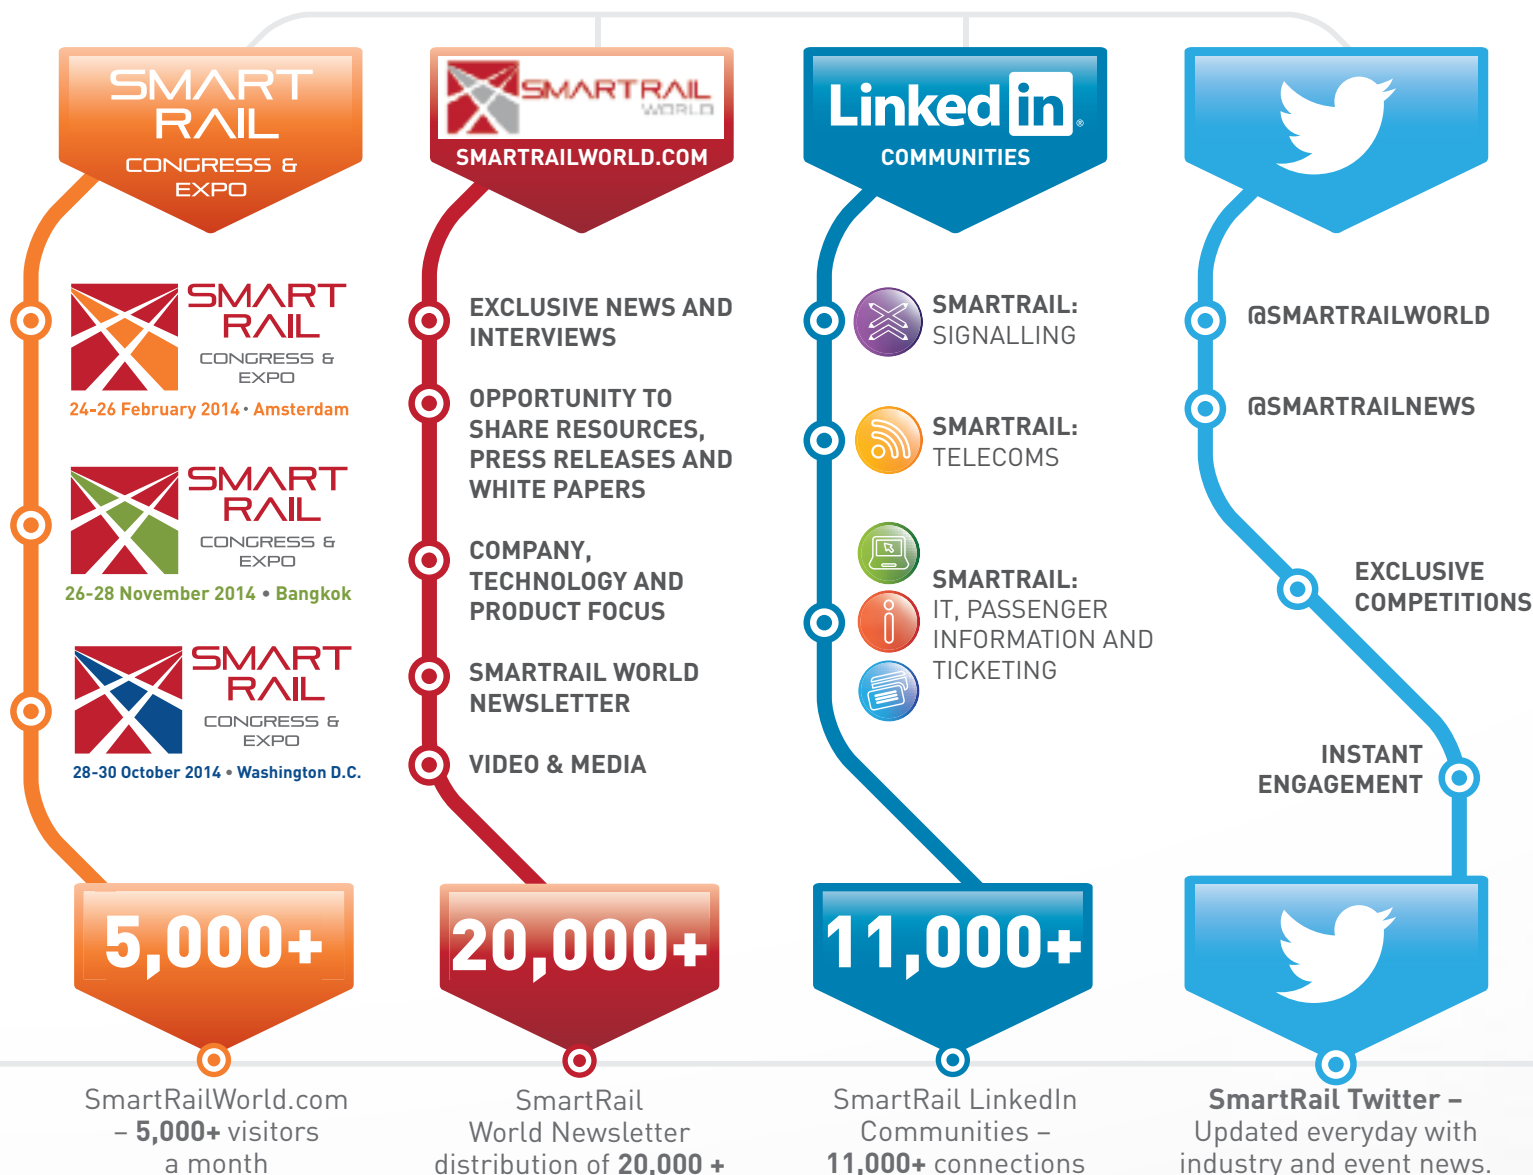 SMART
RAIL
CONGRESS &
EXPO
SMART
RAIL
CONGRESS &
EXPO
24-26 February 2014 • Amsterdam
SMART
RAIL
CONGRESS &
EXPO
26-28 November 2014 • Bangkok
SMART
RAIL
CONGRESS &
EXPO
28-30 October 2014 • Washington D.C.
5,000+
SmartRailWorld.com
– 5,000+ visitors
a month
SMARTRAIL
WORLD
SMARTRAILWORLD.COM
EXCLUSIVE NEWS AND
INTERVIEWS
OPPORTUNITY TO
SHARE RESOURCES,
PRESS RELEASES AND
WHITE PAPERS
COMPANY,
TECHNOLOGY AND
PRODUCT FOCUS
SMARTRAIL WORLD
NEWSLETTER
VIDEO & MEDIA
20,000+
SmartRail
World Newsletter
distribution of 20,000 +
Linked in®
COMMUNITIES
SMARTRAIL:
SIGNALLING
SMARTRAIL:
TELECOMS
SMARTRAIL:
IT, PASSENGER
INFORMATION AND
TICKETING
11,000+
SmartRail LinkedIn
Communities –
11,000+ connections
@SMARTRAILWORLD
@SMARTRAILNEWS
EXCLUSIVE
COMPETITIONS
INSTANT
ENGAGEMENT
SmartRail Twitter –
Updated everyday with
industry and event news.